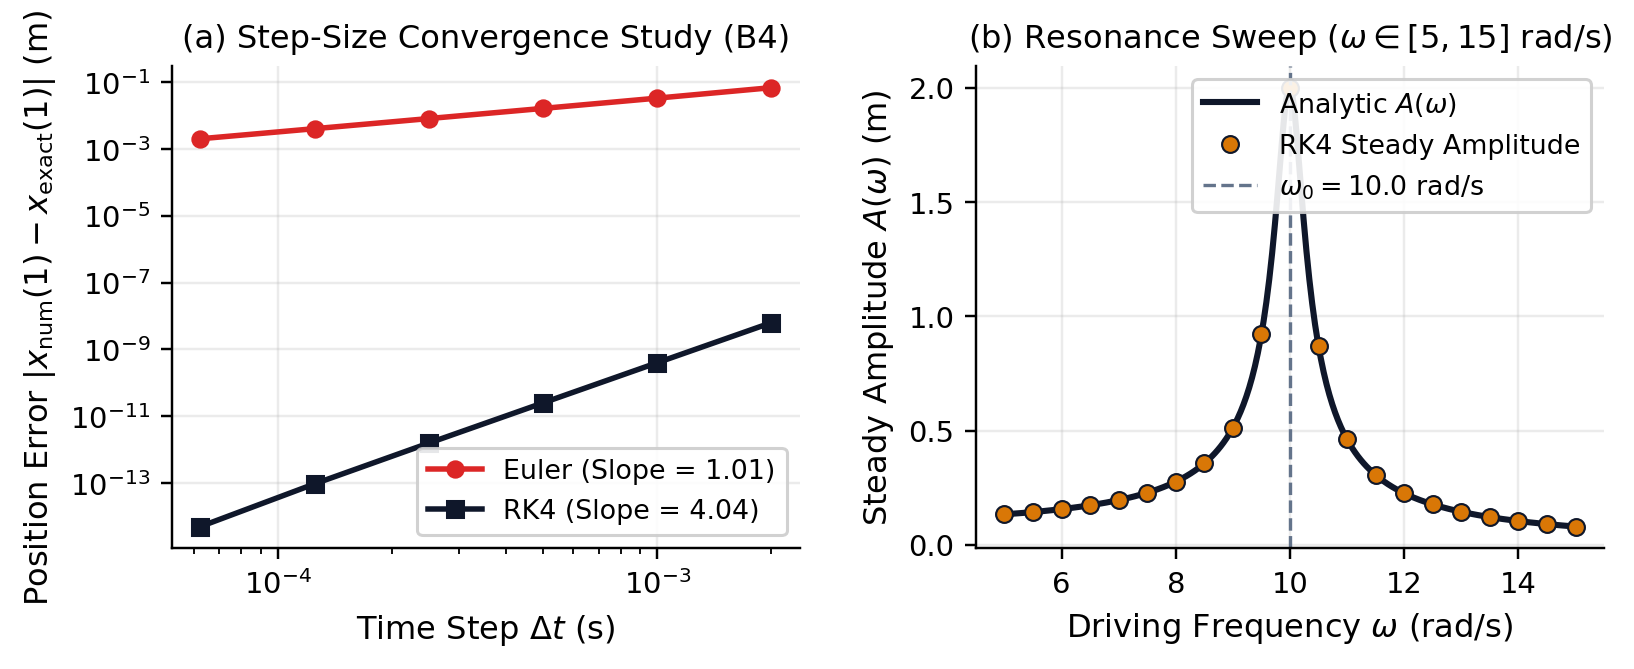 (a) Step-Size Convergence Study (B4)
Position Error |x_num(1) − x_exact(1)| (m)
10⁻¹
10⁻³
10⁻⁵
10⁻⁷
10⁻⁹
10⁻¹¹
10⁻¹³
Euler (Slope = 1.01)
RK4 (Slope = 4.04)
10⁻⁴ 10⁻³
Time Step Δt (s)
(b) Resonance Sweep (ω ∈ [5, 15] rad/s)
Steady Amplitude A(ω) (m)
2.0
1.5
1.0
0.5
0.0
Analytic A(ω)
RK4 Steady Amplitude
ω₀ = 10.0 rad/s
6 8 10 12 14
Driving Frequency ω (rad/s)